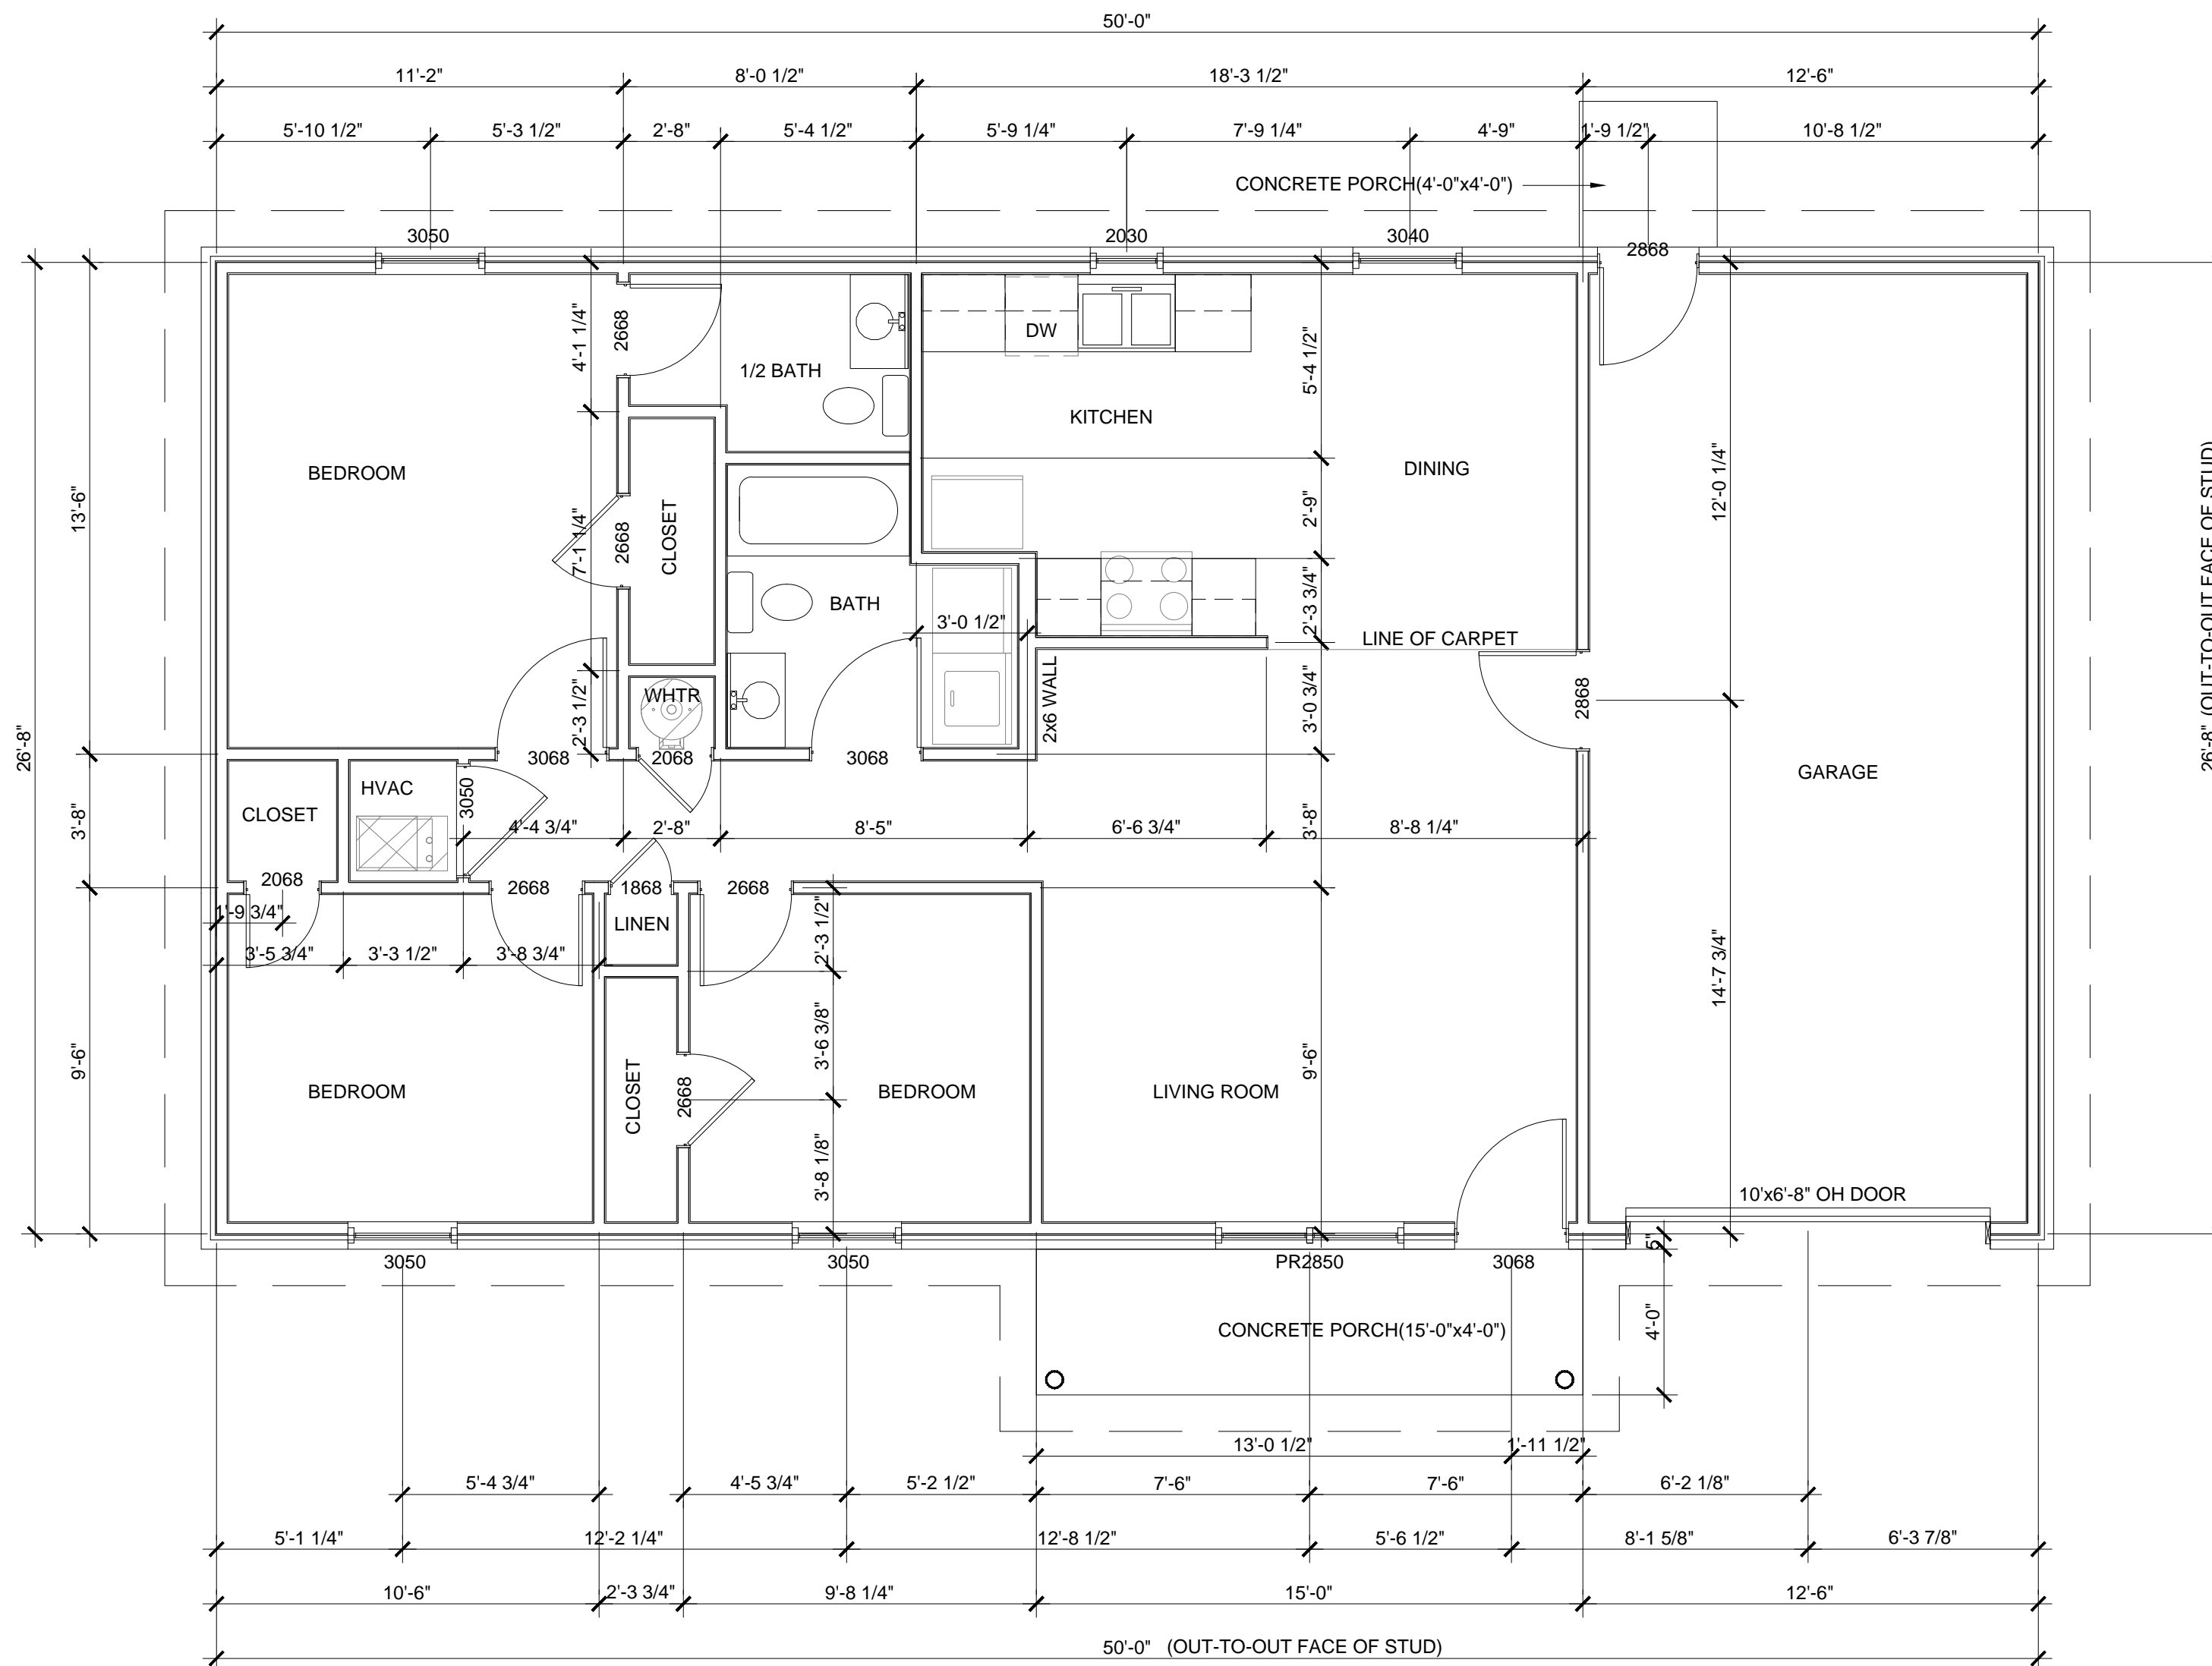 50'-0"
11'-2" 8'-0 1/2" 18'-3 1/2" 12'-6"
5'-10 1/2" 5'-3 1/2" 2'-8" 5'-4 1/2" 5'-9 1/4" 7'-9 1/4" 4'-9" 1'-9 1/2" 10'-8 1/2"
CONCRETE PORCH(4'-0"x4'-0")
3050 2030 3040 2868
4'-1 1/4"
2668
DW
5'-4 1/2"
1/2 BATH
KITCHEN
BEDROOM
DINING
12'-0 1/4"
13'-6"
7'-1 1/4"
2668
CLOSET
2'-9"
26'-8" (OUT-TO-OUT FACE OF STUD)
BATH
2'-3 3/4"
3'-0 1/2"
LINE OF CARPET
2'-3 1/2"
WHTR
2x6 WALL
3'-0 3/4"
2868
26'-8"
3068 2068 3068
GARAGE
HVAC
3050
CLOSET
3'-8"
4'-4 3/4" 2'-8" 8'-5" 6'-6 3/4" 3'-8" 8'-8 1/4"
2068 2668 1868 2668
1'-9 3/4"
LINEN
2'-3 1/2"
3'-5 3/4" 3'-3 1/2" 3'-8 3/4"
14'-7 3/4"
9'-6"
3'-6 3/8"
9'-6"
BEDROOM
CLOSET
2668
BEDROOM
LIVING ROOM
3'-8 1/8"
10'x6'-8" OH DOOR
5"
3050 3050 PR2850 3068
CONCRETE PORCH(15'-0"x4'-0")
4'-0"
13'-0 1/2" 1'-11 1/2"
5'-4 3/4" 4'-5 3/4" 5'-2 1/2" 7'-6" 7'-6" 6'-2 1/8"
5'-1 1/4" 12'-2 1/4" 12'-8 1/2" 5'-6 1/2" 8'-1 5/8" 6'-3 7/8"
10'-6" 2'-3 3/4" 9'-8 1/4" 15'-0" 12'-6"
50'-0" (OUT-TO-OUT FACE OF STUD)